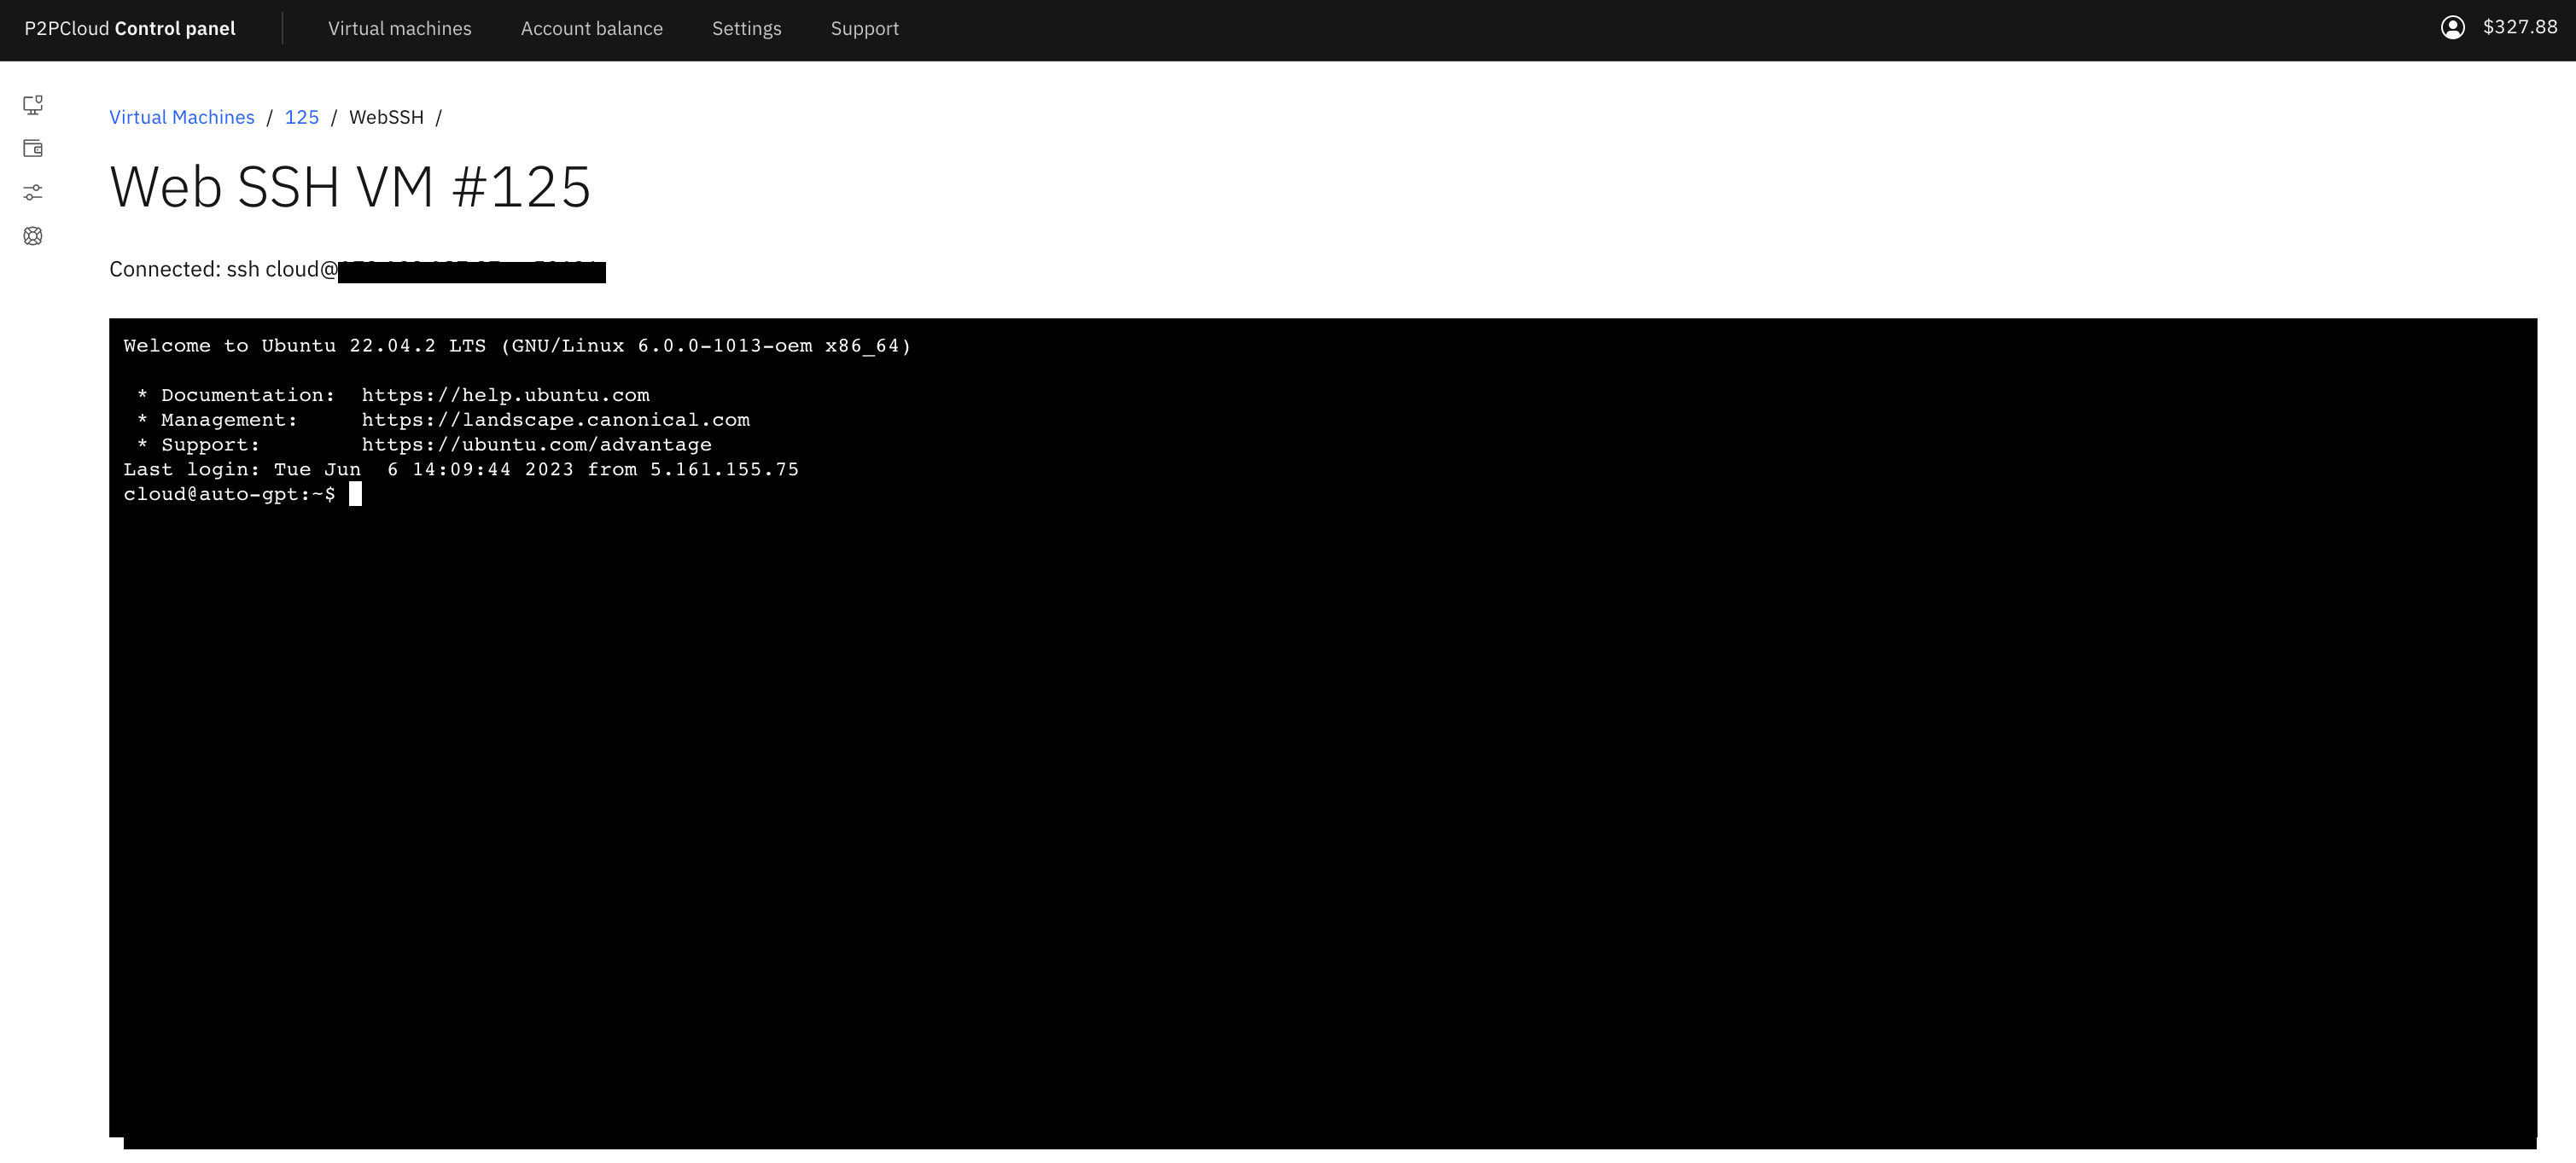 P2PCloud Control panel Virtual machines Account balance Settings Support $327.88
Virtual Machines / 125 / WebSSH /
Web SSH VM #125
Connected: ssh cloud@
Welcome to Ubuntu 22.04.2 LTS (GNU/Linux 6.0.0-1013-oem x86_64)
* Documentation: https://help.ubuntu.com
* Management: https://landscape.canonical.com
* Support: https://ubuntu.com/advantage
Last login: Tue Jun 6 14:09:44 2023 from 5.161.155.75
cloud@auto-gpt:~$